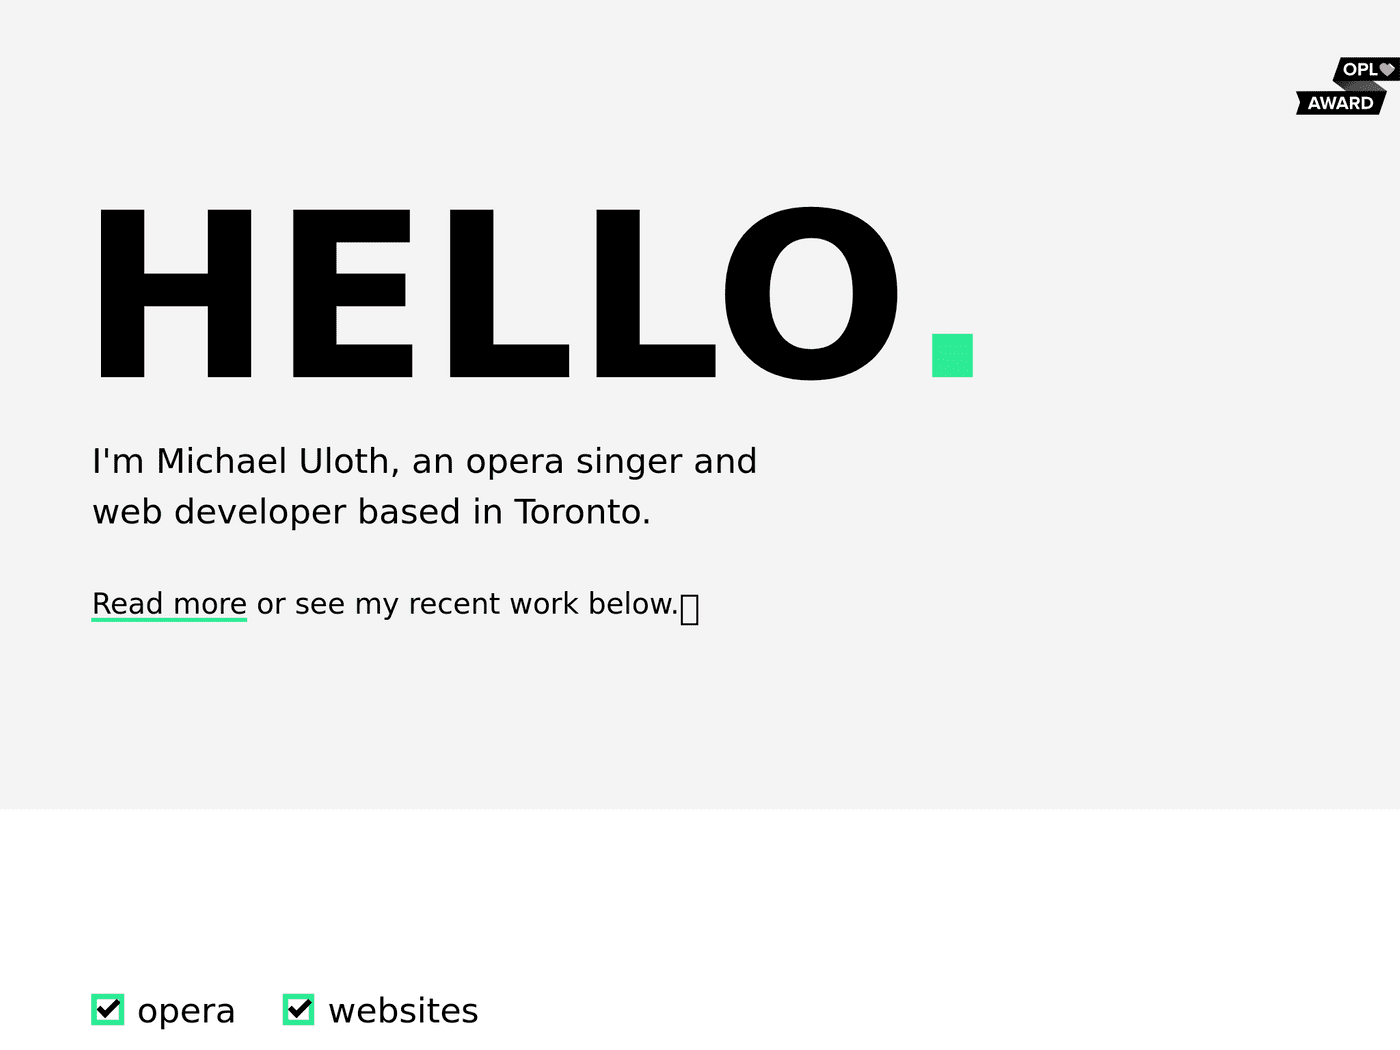 OPL
AWARD
HELLO.
I'm Michael Uloth, an opera singer and
web developer based in Toronto.
Read more or see my recent work below.
opera
websites